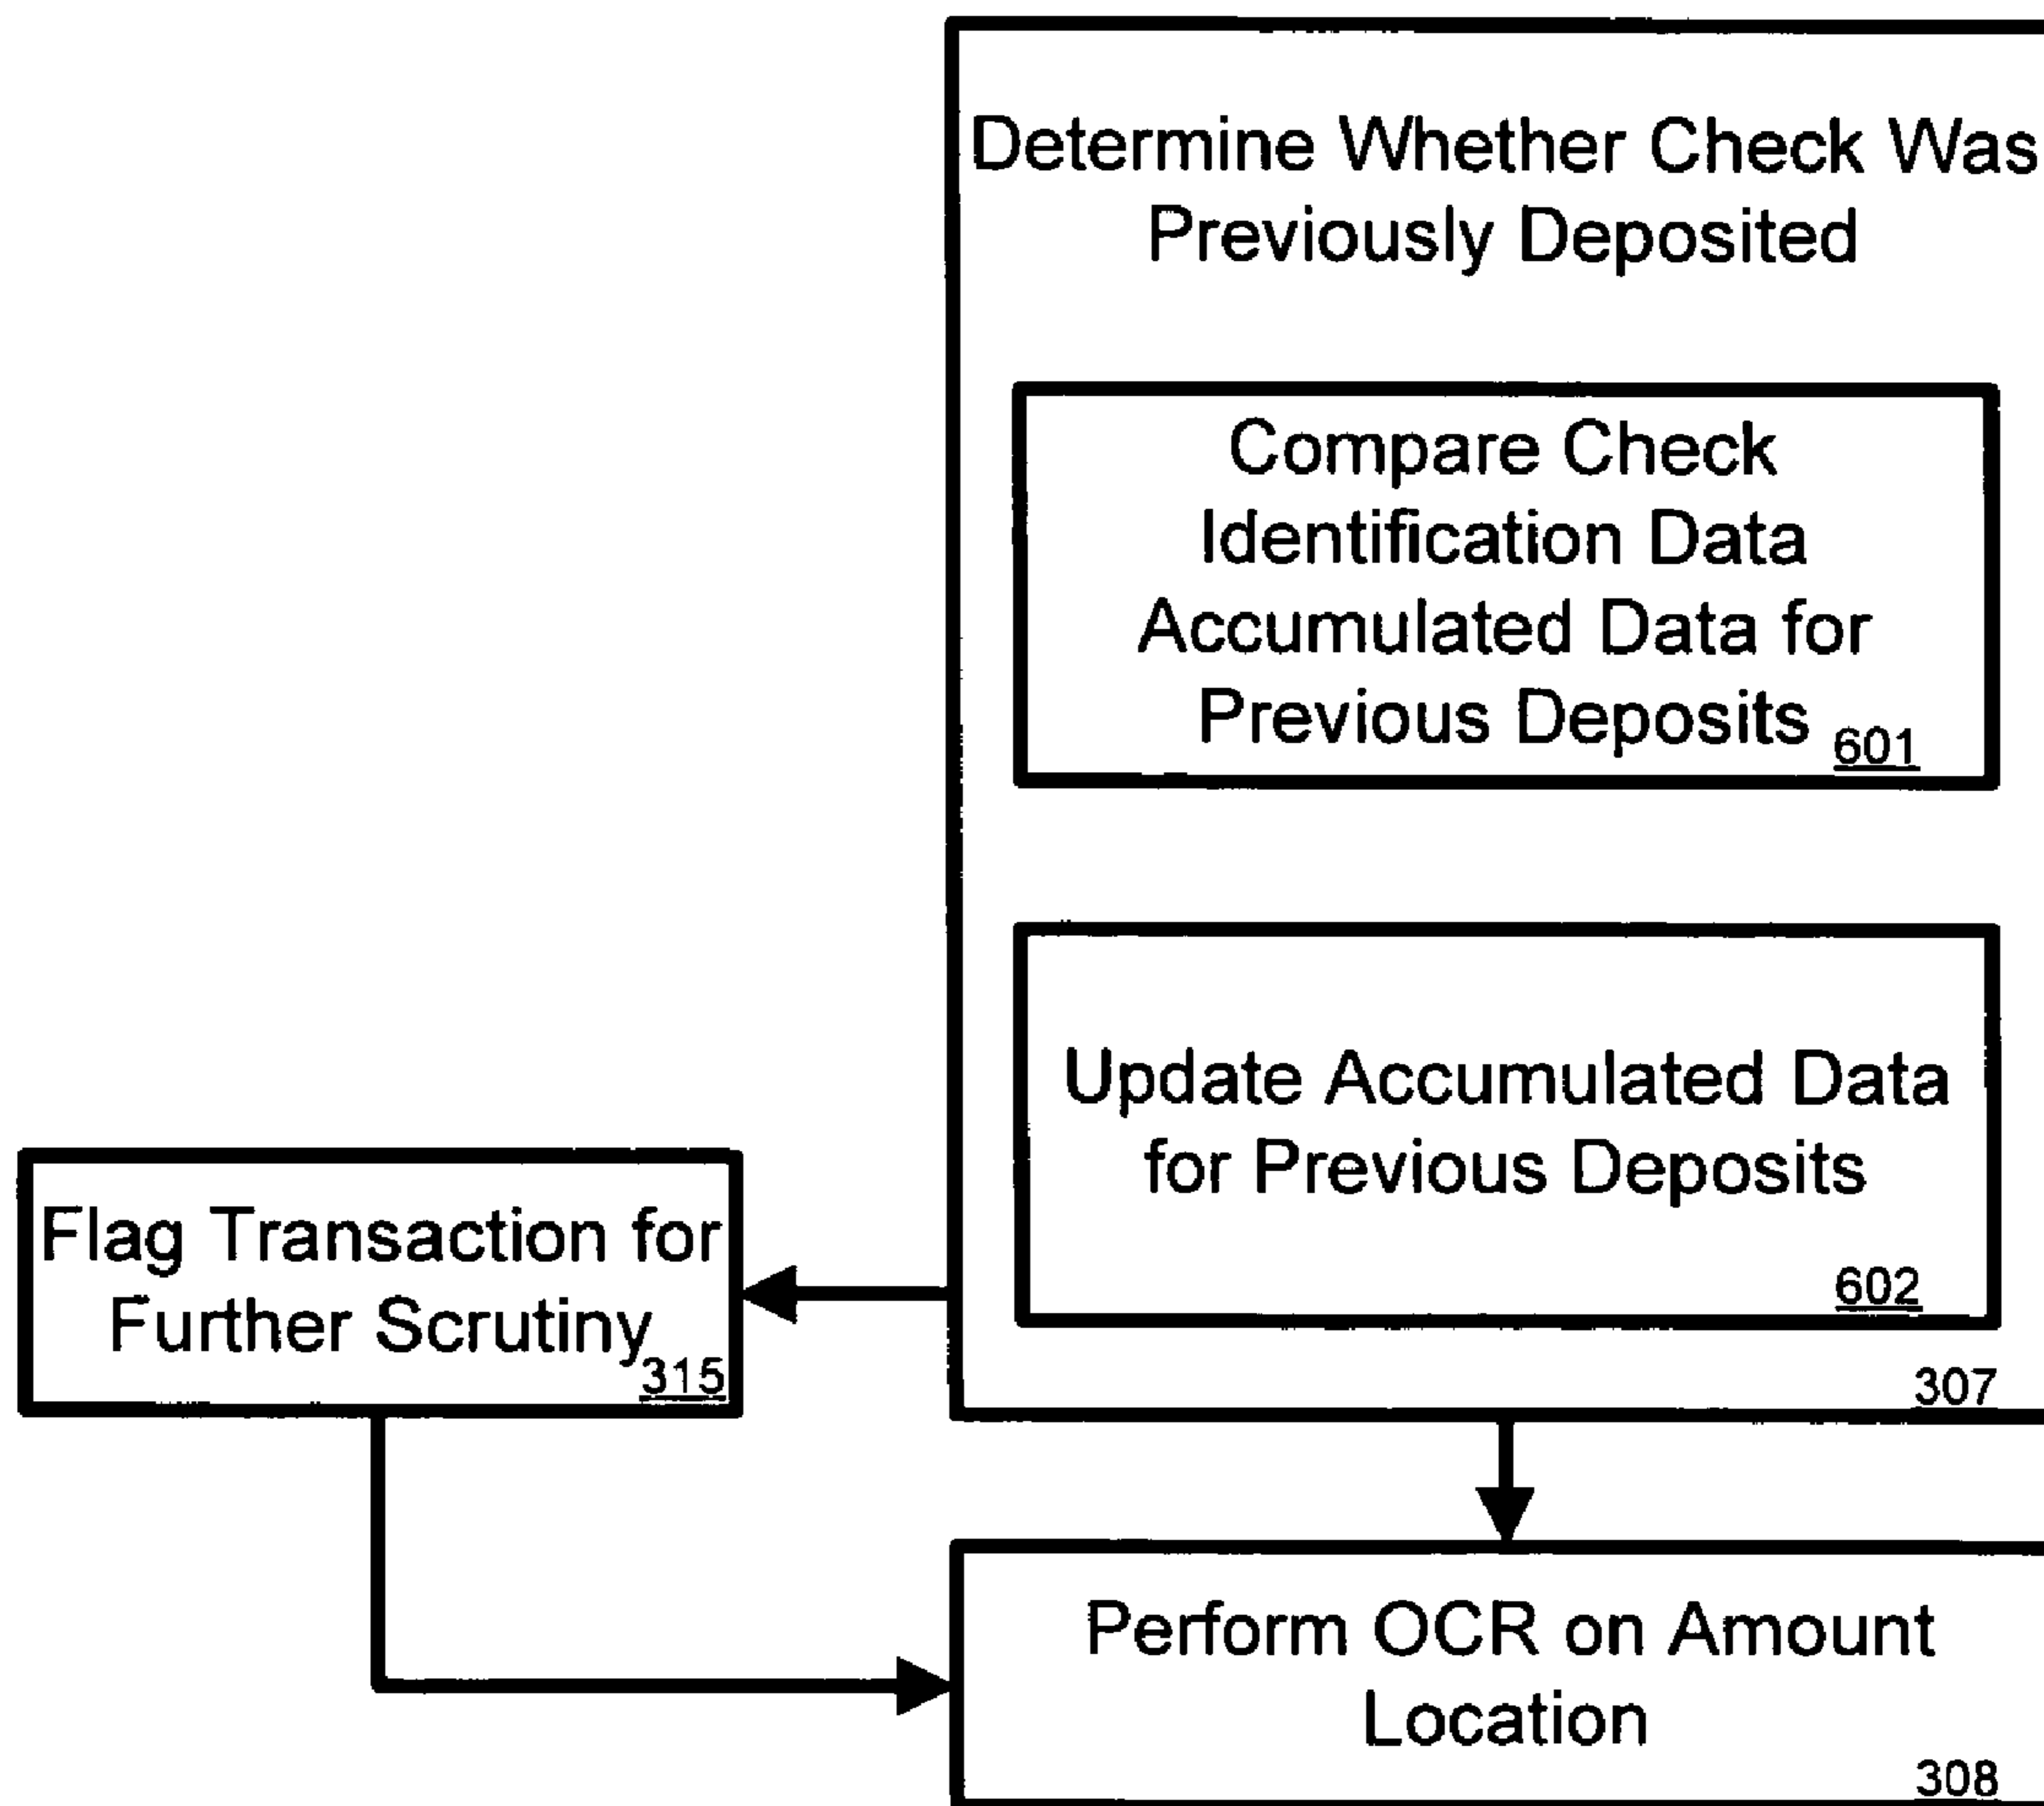 Determine Whether Check Was
Previously Deposited
Compare Check
Identification Data
Accumulated Data for
Previous Deposits
601
Update Accumulated Data
for Previous Deposits
602
307
Flag Transaction for
Further Scrutiny
315
Perform OCR on Amount
Location
308